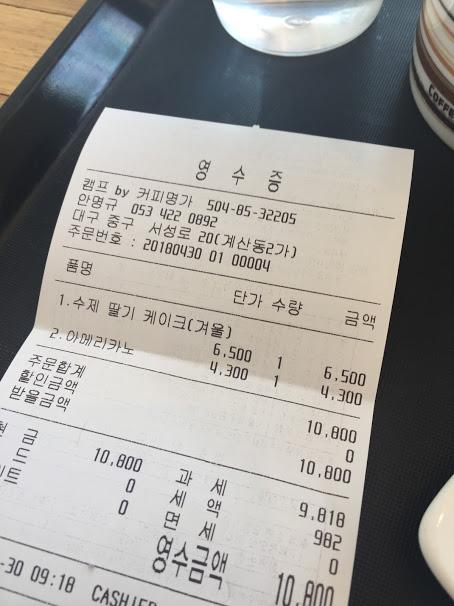 영 수 증
캠프 by 커피명가 504-85-32205
안명규 053 422 0892
대구 중구 서성로 20(계산동2가)
주문번호 : 20180430 01 00004
품명 단가 수량 금액
1.수제 딸기 케이크(겨울)
6,500 1 6,500
2.아메리카노 4,300 1 4,300
주문합계 10,800
할인금액 0
받을금액 10,800
현 금 10,800 과 세 9,818
드 0 세 액 982
트 0 면 세 0
영수금액 10,800
-30 09:18 CASHIER
COFFE